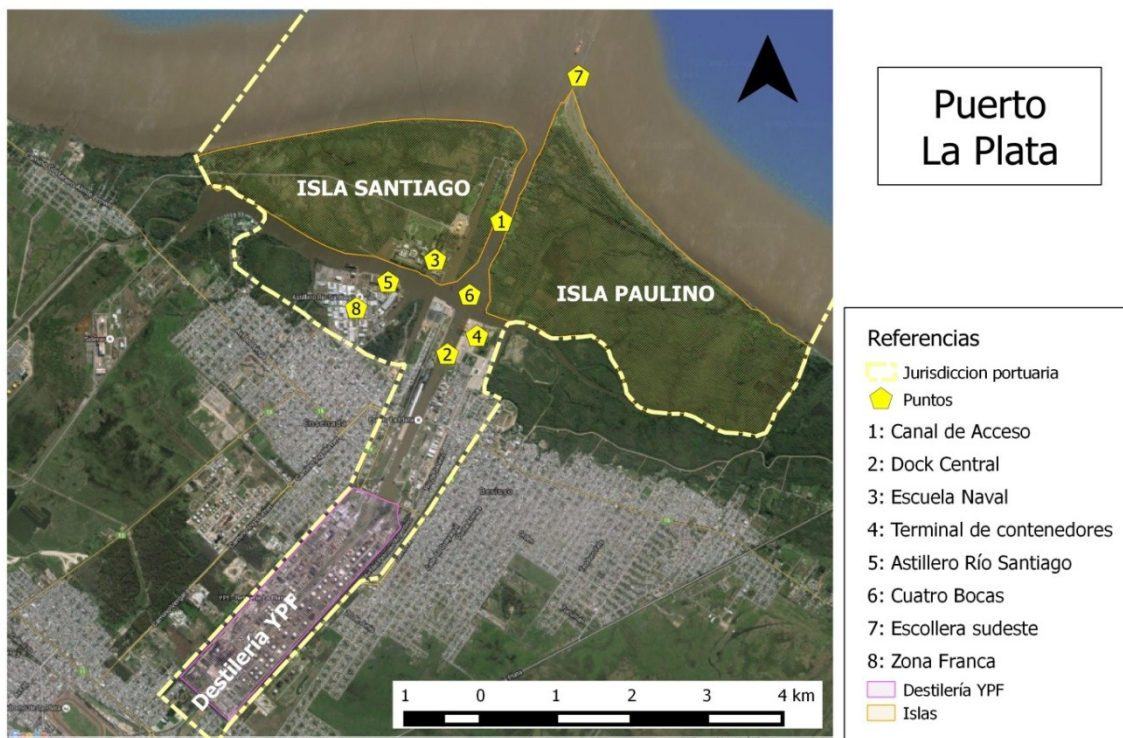 Puerto
La Plata
7
ISLA SANTIAGO
1
3
5
6
ISLA PAULINO
8
4
2
Ensenada
Berisso
Destilería YPF
1 0 1 2 3 4 km
Referencias
Jurisdiccion portuaria
Puntos
1: Canal de Acceso
2: Dock Central
3: Escuela Naval
4: Terminal de contenedores
5: Astillero Río Santiago
6: Cuatro Bocas
7: Escollera sudeste
8: Zona Franca
Destilería YPF
Islas